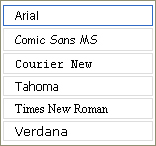 Arial
Comic Sans MS
Courier New
Tahoma
Times New Roman
Verdana